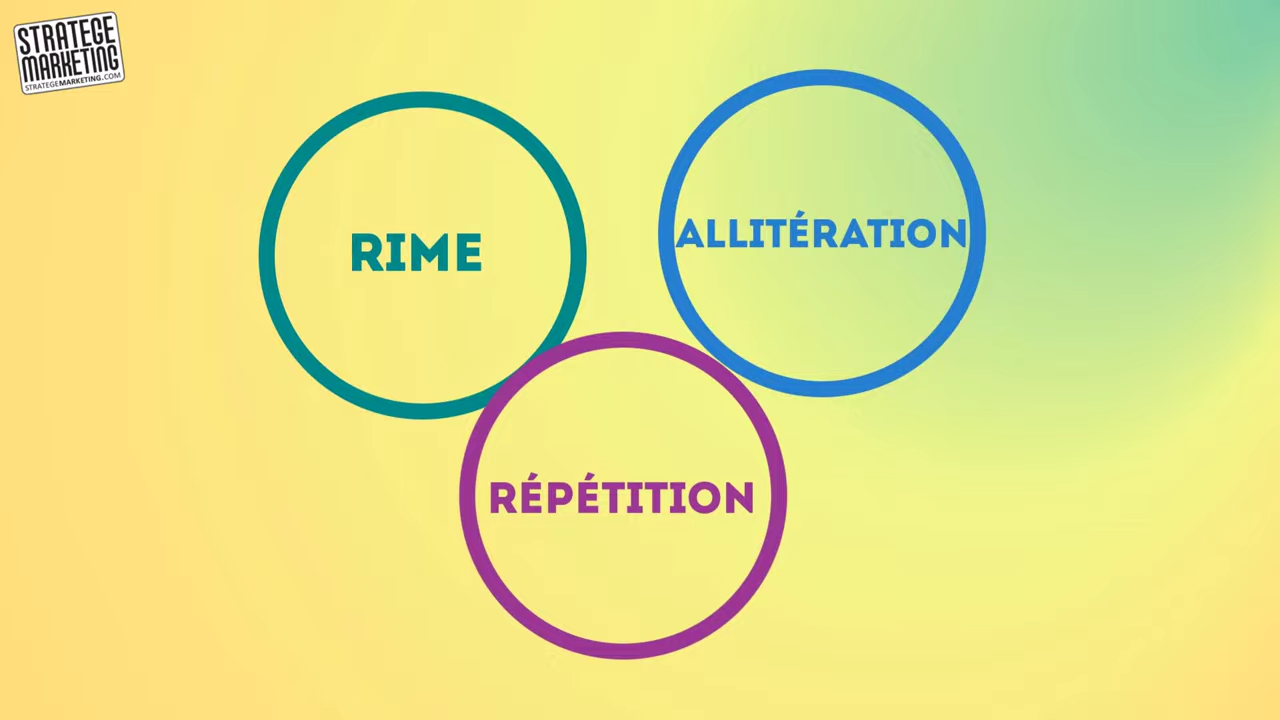 STRATEGE
MARKETING
STRATEGEMARKETING.COM
RIME
ALLITÉRATION
RÉPÉTITION